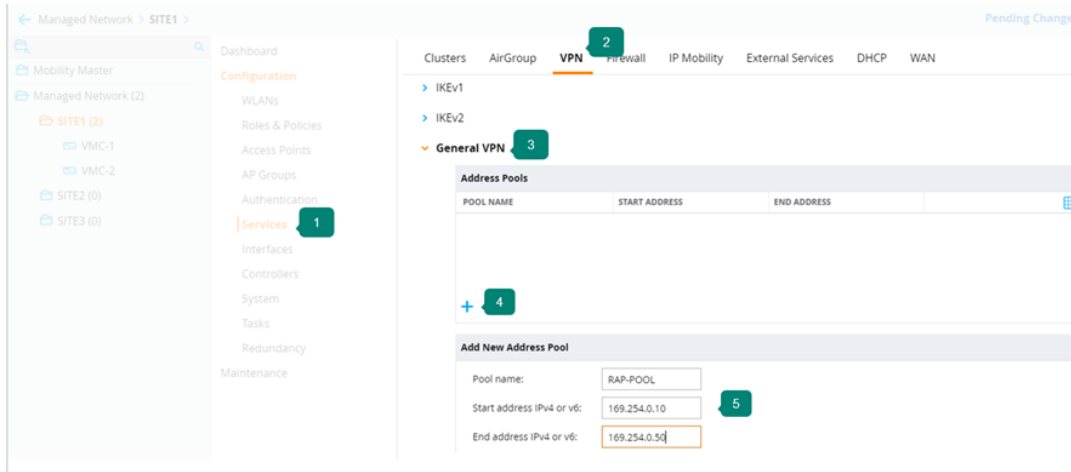 Managed Network > SITE1 >
Pending Change
Mobility Master
Managed Network (2)
SITE1 (2)
VMC-1
VMC-2
SITE2 (0)
SITE3 (0)
Dashboard
Configuration
WLANs
Roles & Policies
Access Points
AP Groups
Authentication
Services
1
Interfaces
Controllers
System
Tasks
Redundancy
Maintenance
2
Clusters AirGroup VPN Firewall IP Mobility External Services DHCP WAN
IKEv1
IKEv2
General VPN 3
Address Pools
POOL NAME START ADDRESS END ADDRESS
+ 4
Add New Address Pool
Pool name: RAP-POOL
Start address IPv4 or v6: 169.254.0.10
5
End address IPv4 or v6: 169.254.0.50